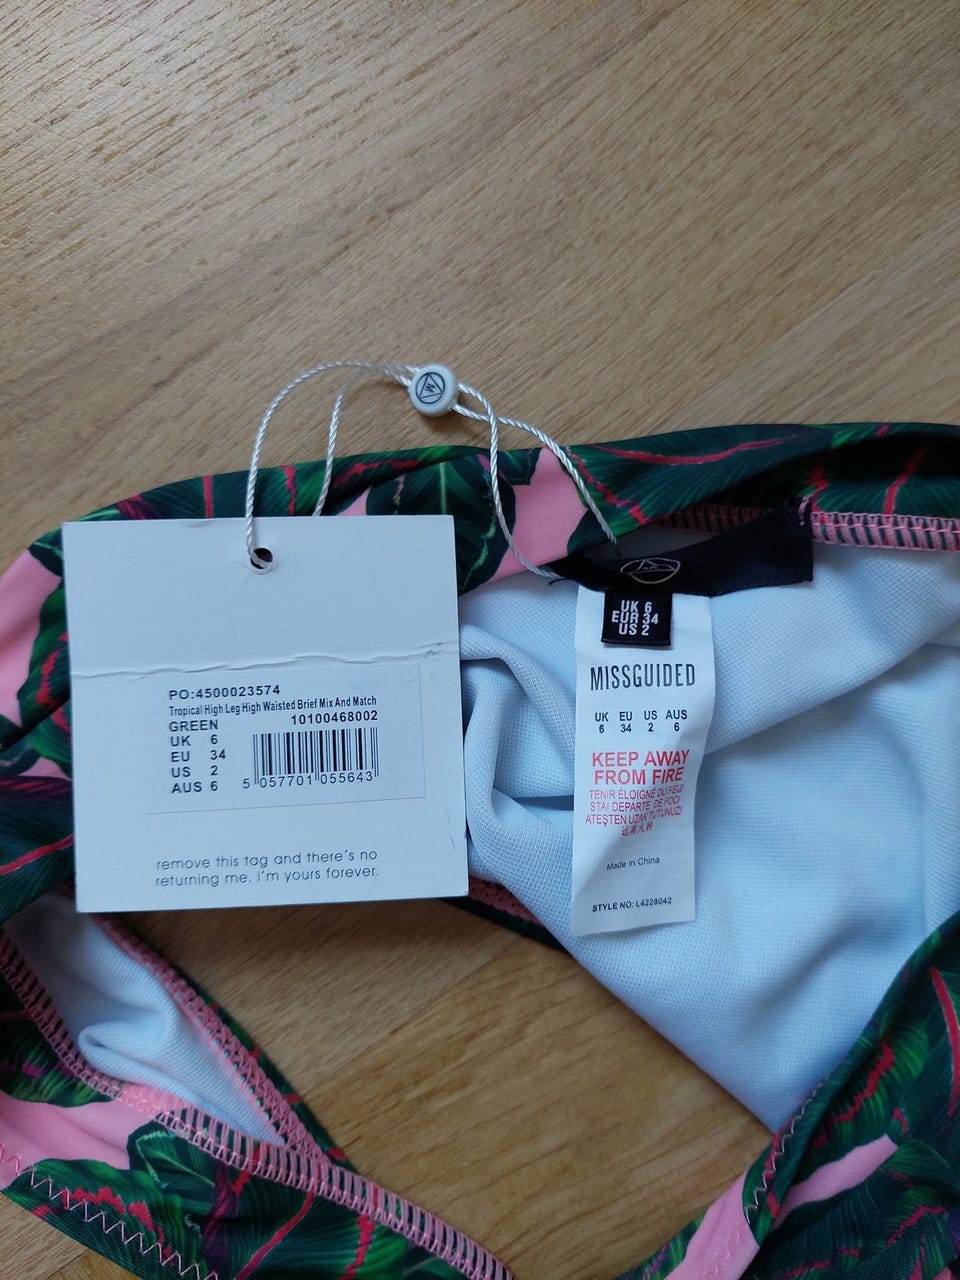 M
PO:4500023574
Tropical High Leg High Waisted Brief Mix And Match
GREEN 10100468002
UK 6
EU 34
US 2
AUS 6
5 057701 055643
remove this tag and there's no
returning me. i'm yours forever.
UK 6
EUR 34
US 2
MISSGUIDED
UK EU US AUS
6 34 2 6
KEEP AWAY
FROM FIRE
TENIR ÉLOIGNÉ DU FEU/
STAI DEPARTE DE FOC/
ATEŞTEN UZAK TUTUNUZ/
远离火种
Made in China
STYLE NO: L4228042